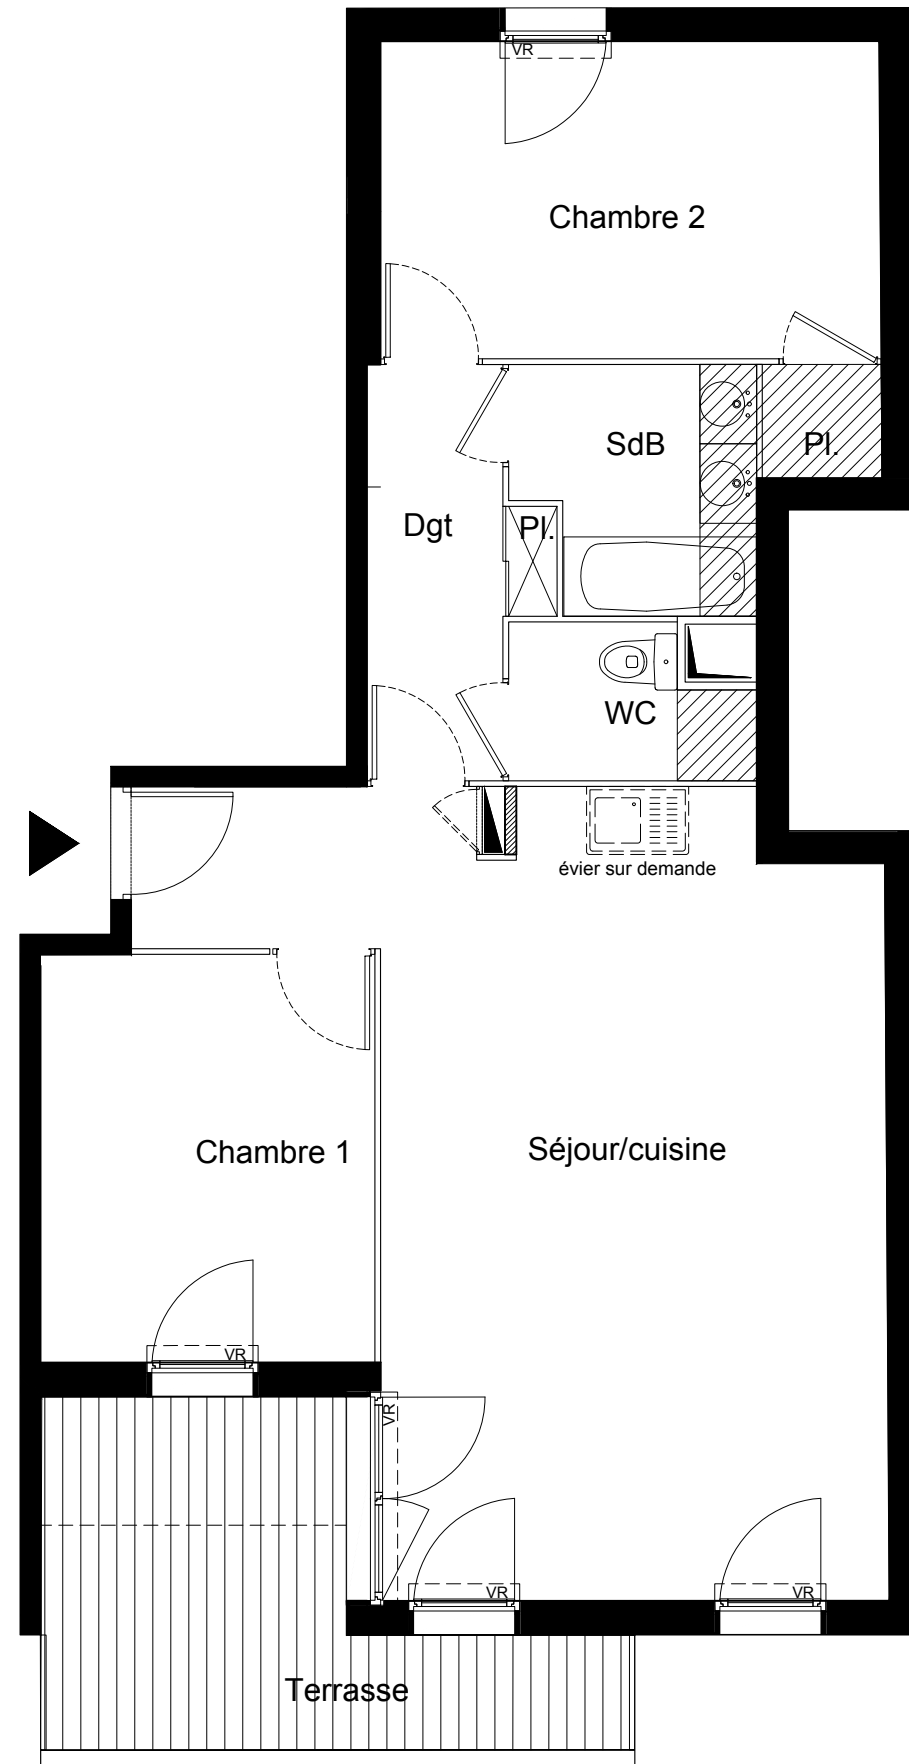 VR
Chambre 2
SdB
Pl.
Dgt
Pl.
WC
évier sur demande
Chambre 1
Séjour/cuisine
VR
VR
VR
VR
Terrasse